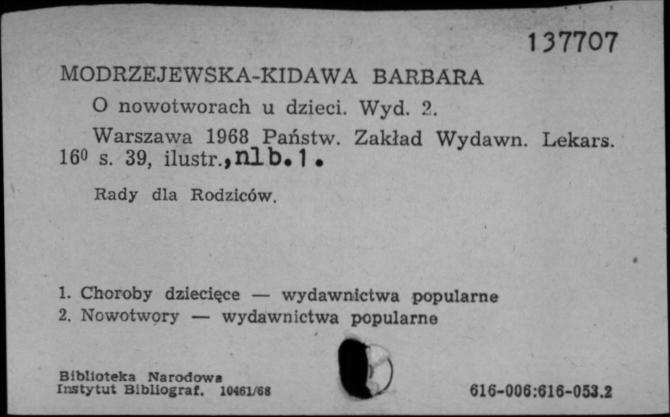 137707
MODRZEJEWSKA-KIDAWA BARBARA
O nowotworach u dzieci. Wyd. 2.
Warszawa 1968 Państw. Zakład Wydawn. Lekars.
16⁰ s. 39, ilustr., nlb. 1.
Rady dla Rodziców.
1. Choroby dziecięce — wydawnictwa popularne
2. Nowotwory — wydawnictwa popularne
Biblioteka Narodowa
Instytut Bibliograf. 10461/68
616-006:616-053.2